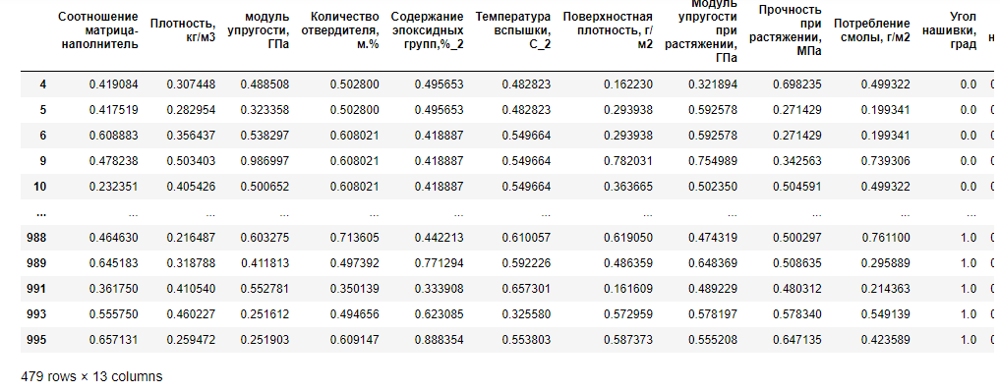 Соотношение матрица-наполнитель Плотность, кг/м3 модуль упругости, ГПа Количество отвердителя, м.% Содержание эпоксидных групп,%_2 Температура вспышки, С_2 Поверхностная плотность, г/м2 Модуль упругости при растяжении, ГПа Прочность при растяжении, МПа Потребление смолы, г/м2 Угол нашивки, град
4 0.419084 0.307448 0.488508 0.502800 0.495653 0.482823 0.162230 0.321894 0.698235 0.499322 0.0
5 0.417519 0.282954 0.323358 0.502800 0.495653 0.482823 0.293938 0.592578 0.271429 0.199341 0.0
6 0.608883 0.356437 0.538297 0.608021 0.418887 0.549664 0.293938 0.592578 0.271429 0.199341 0.0
9 0.478238 0.503403 0.986997 0.608021 0.418887 0.549664 0.782031 0.754989 0.342563 0.739306 0.0
10 0.232351 0.405426 0.500652 0.608021 0.418887 0.549664 0.363665 0.502350 0.504591 0.499322 0.0
... ... ... ... ... ... ... ... ... ... ... ...
988 0.464630 0.216487 0.603275 0.713605 0.442213 0.610057 0.619050 0.474319 0.500297 0.761100 1.0
989 0.645183 0.318788 0.411813 0.497392 0.771294 0.592226 0.486359 0.648369 0.508635 0.295889 1.0
991 0.361750 0.410540 0.552781 0.350139 0.333908 0.657301 0.161609 0.489229 0.480312 0.214363 1.0
993 0.555750 0.460227 0.251612 0.494656 0.623085 0.325580 0.572959 0.578197 0.578340 0.549139 1.0
995 0.657131 0.259472 0.251903 0.609147 0.888354 0.553803 0.587373 0.555208 0.647135 0.423589 1.0
479 rows × 13 columns